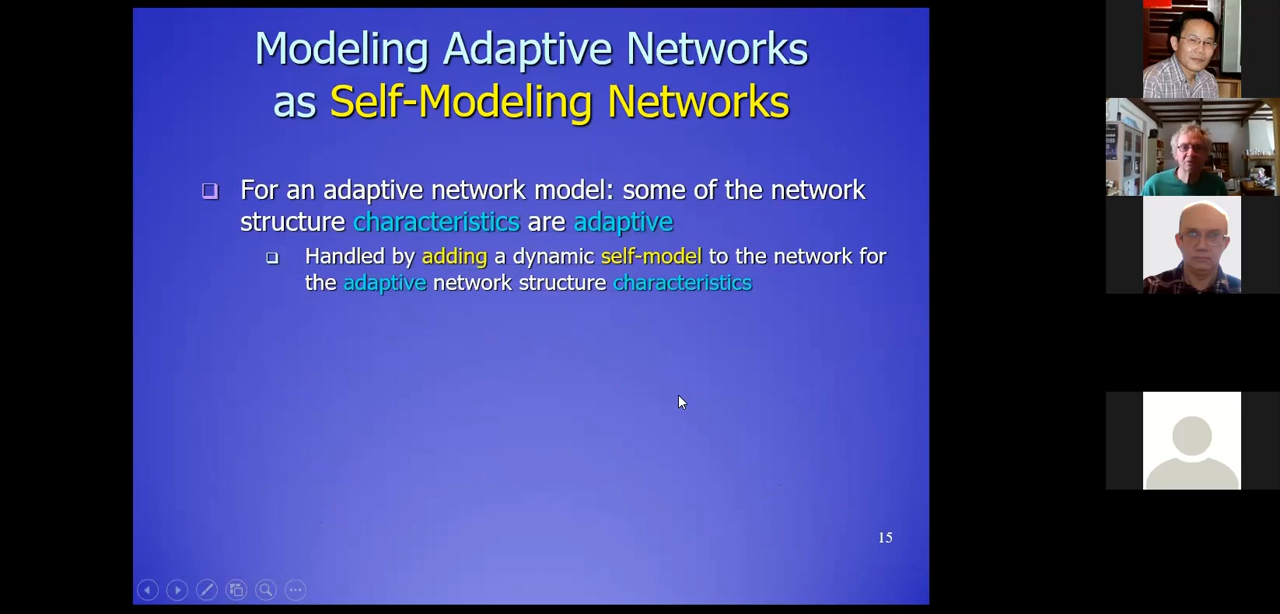 Modeling Adaptive Networks
as Self-Modeling Networks
For an adaptive network model: some of the network
structure characteristics are adaptive
Handled by adding a dynamic self-model to the network for
the adaptive network structure characteristics
15